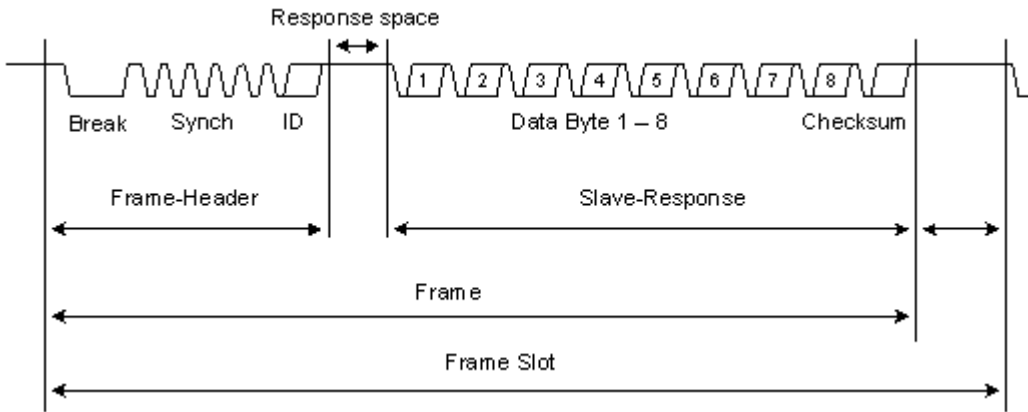 Response space
1 2 3 4 5 6 7 8
Break Synch ID Data Byte 1 – 8 Checksum
Frame-Header Slave-Response
Frame
Frame Slot